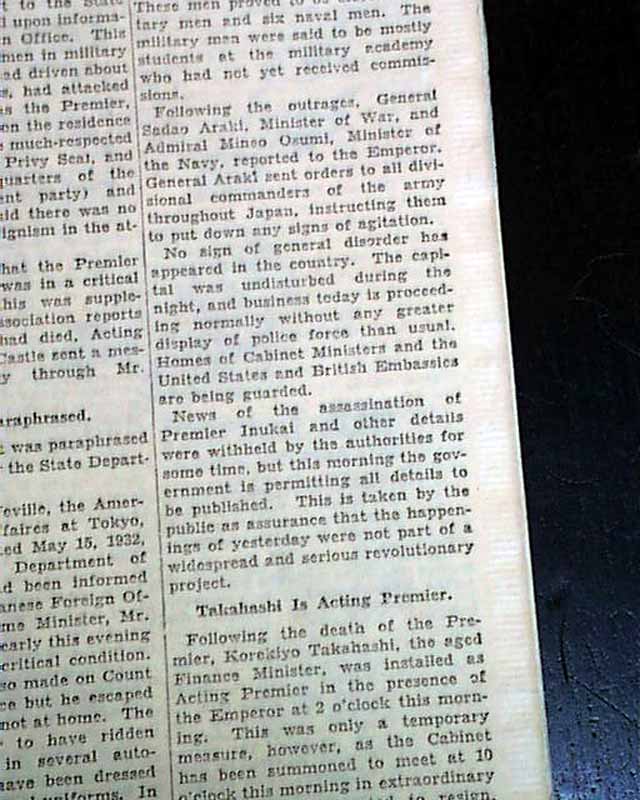 to the State
d upon informa-
n Office. This
men in military
ad driven about
s, had attacked
as the Premier,
on the residence
e much-respected
Privy Seal, and
quarters of the
ent party) and
aid there was no
ignism in the at-
hat the Premier
was in a critical
his was supple-
ssociation reports
had died, Acting
Castle sent a mes-
y through Mr.
araphrased.
t was paraphrased
the State Depart-
eville, the Amer-
ffaires at Tokyo,
ed May 15, 1932,
Department of
d been informed
anese Foreign Of-
me Minister, Mr.
early this evening
critical condition.
so made on Count
ce but he escaped
not at home. The
to have ridden
in several auto-
have been dressed
uniforms. In
These men proved to be
tary men and six naval men. The
military men were said to be mostly
students at the military academy
who had not yet received commis-
sions.
Following the outrages, General
Sadao Araki, Minister of War, and
Admiral Mineo Osumi, Minister of
the Navy, reported to the Emperor.
General Araki sent orders to all divi-
sional commanders of the army
throughout Japan, instructing them
to put down any signs of agitation.
No sign of general disorder has
appeared in the country. The capi-
tal was undisturbed during the
night, and business today is proceed-
ing normally without any greater
display of police force than usual.
Homes of Cabinet Ministers and the
United States and British Embassies
are being guarded.
News of the assassination of
Premier Inukai and other details
were withheld by the authorities for
some time, but this morning the gov-
ernment is permitting all details to
be published. This is taken by the
public as assurance that the happen-
ings of yesterday were not part of a
widespread and serious revolutionary
project.
Takahashi Is Acting Premier.
Following the death of the Pre-
mier, Korekiyo Takahashi, the aged
Finance Minister, was installed as
Acting Premier in the presence of
the Emperor at 2 o'clock this morn-
ing. This was only a temporary
measure, however, as the Cabinet
has been summoned to meet at 10
o'clock this morning in extraordinary
to resign.